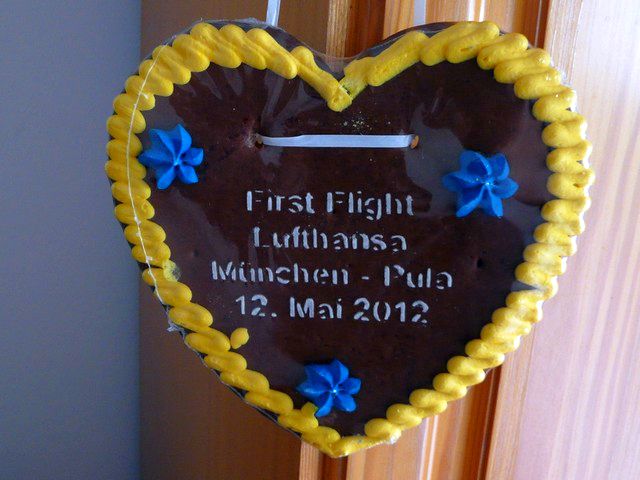 First Flight
Lufthansa
München - Pula
12. Mai 2012